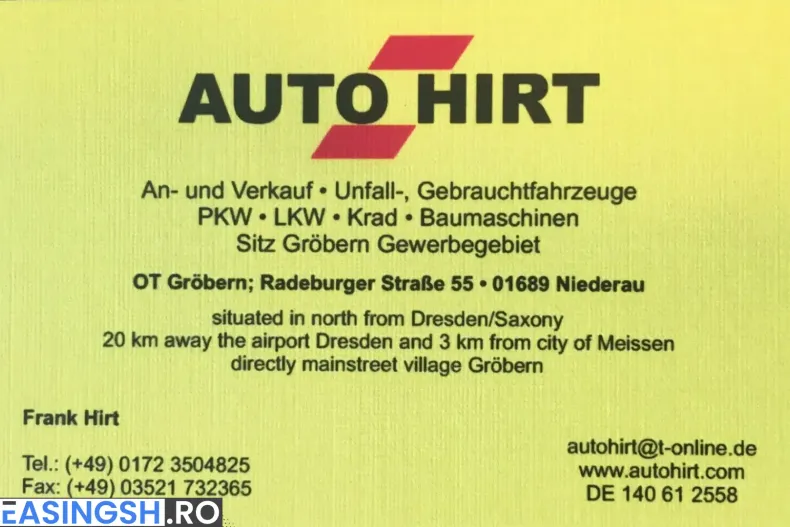 AUTO HIRT
An- und Verkauf • Unfall-, Gebrauchtfahrzeuge
PKW • LKW • Krad • Baumaschinen
Sitz Gröbern Gewerbegebiet
OT Gröbern; Radeburger Straße 55 • 01689 Niederau
situated in north from Dresden/Saxony
20 km away the airport Dresden and 3 km from city of Meissen
directly mainstreet village Gröbern
Frank Hirt
Tel.: (+49) 0172 3504825
Fax: (+49) 03521 732365
autohirt@t-online.de
www.autohirt.com
DE 140 61 2558
EASINGSH.RO